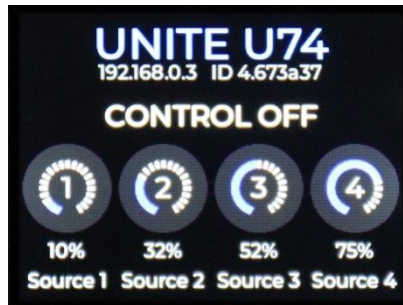 UNITE U74
192.168.0.3 ID 4.673a37
CONTROL OFF
1 2 3 4
10% 32% 52% 75%
Source 1 Source 2 Source 3 Source 4